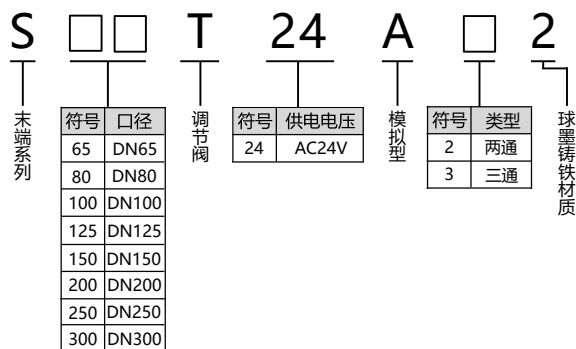 S □□ T 24 A □ 2
末端系列
符号 口径
65 DN65
80 DN80
100 DN100
125 DN125
150 DN150
200 DN200
250 DN250
300 DN300
调节阀
符号 供电电压
24 AC24V
模拟型
符号 类型
2 两通
3 三通
球墨铸铁材质